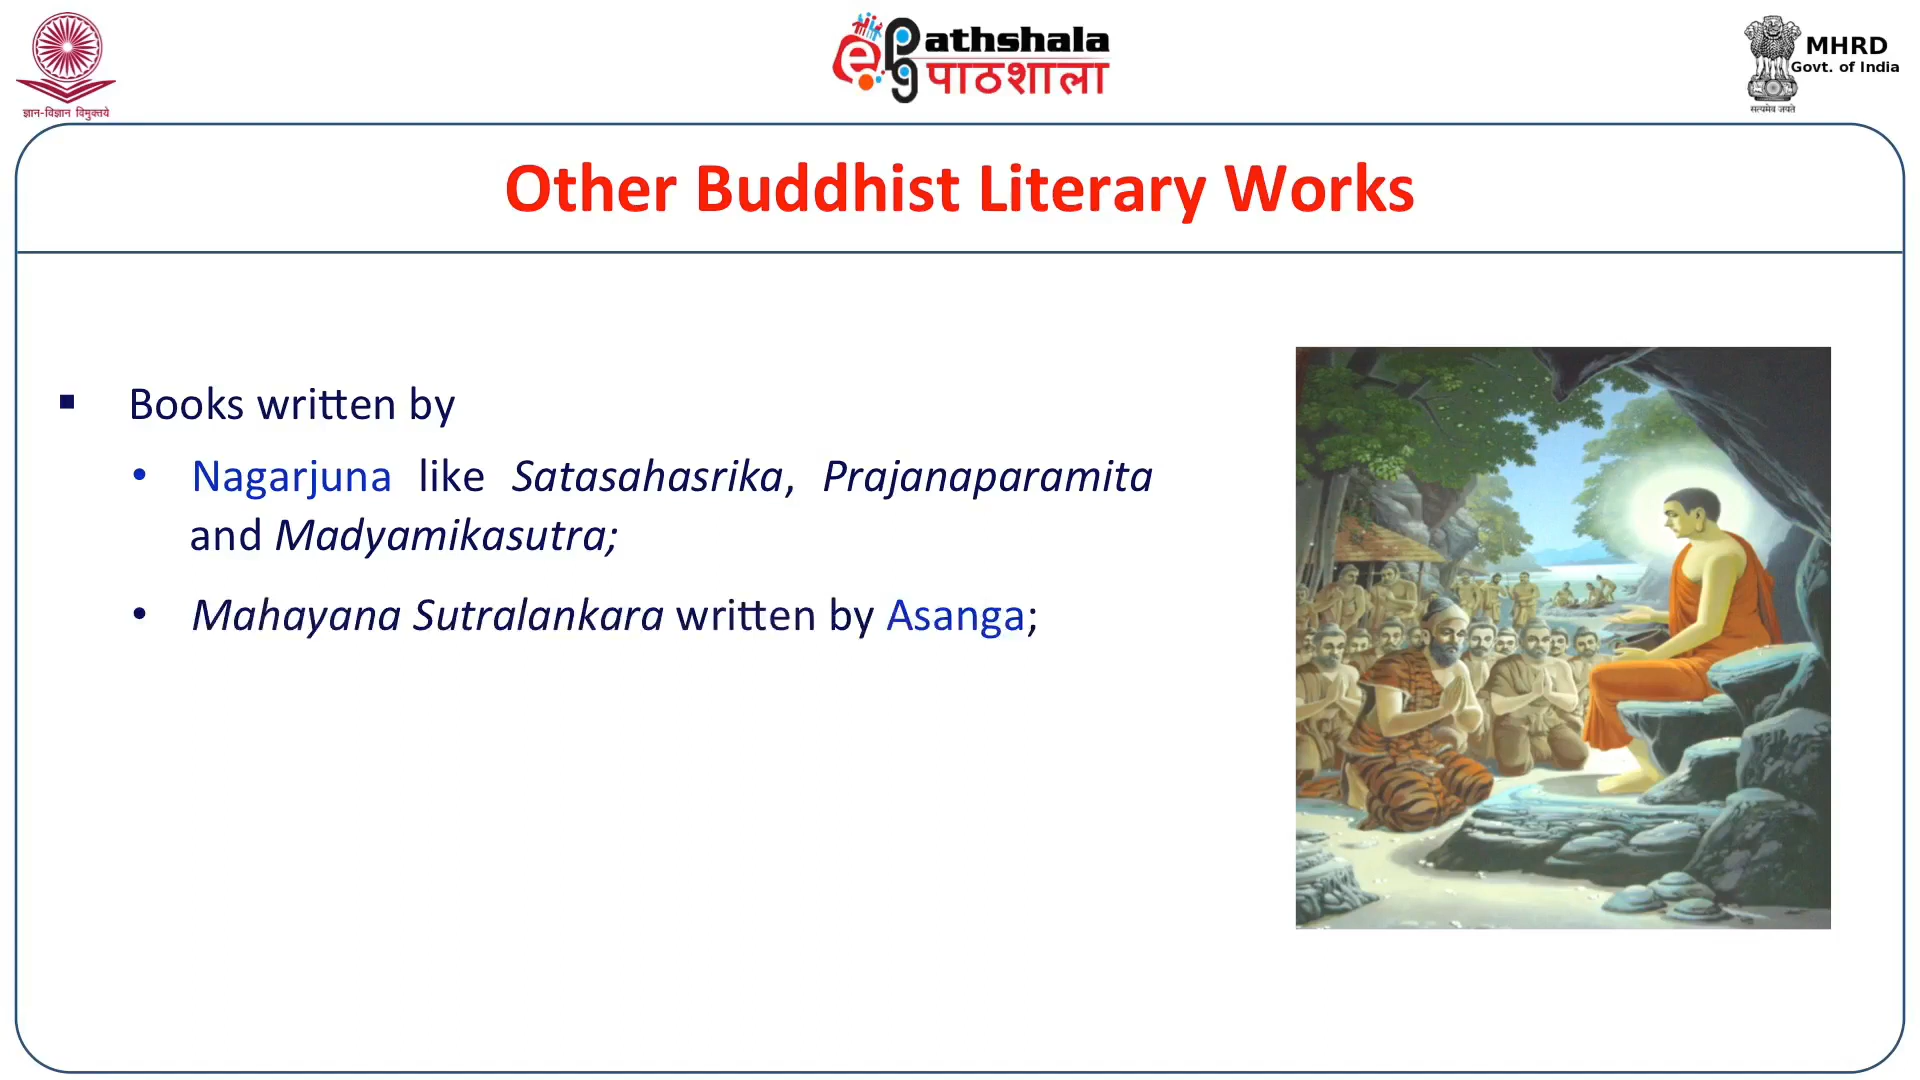 ज्ञान-विज्ञान विमुक्तये
ePG Pathshala
पाठशाला
MHRD
Govt. of India
सत्यमेव जयते
Other Buddhist Literary Works
▪ Books written by
• Nagarjuna like Satasahasrika, Prajanaparamita
and Madyamikasutra;
• Mahayana Sutralankara written by Asanga;